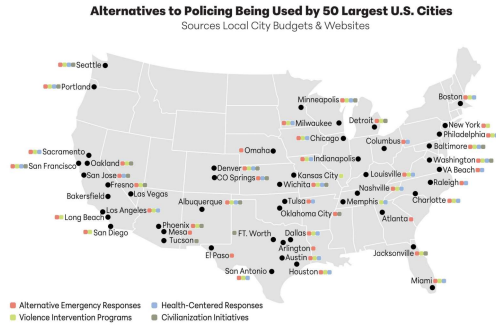 Alternatives to Policing Being Used by 50 Largest U.S. Cities
Sources Local City Budgets & Websites
Seattle
Portland
Minneapolis
Boston
Milwaukee
Detroit
New York
Philadelphia
Chicago
Columbus
Sacramento
Omaha
Baltimore
San Francisco
Oakland
Indianapolis
Washington
Denver
San Jose
CO Springs
Kansas City
Louisville
VA Beach
Fresno
Wichita
Raleigh
Bakersfield
Las Vegas
Nashville
Albuquerque
Tulsa
Memphis
Charlotte
Los Angeles
Oklahoma City
Long Beach
Atlanta
San Diego
Phoenix
Mesa
Tucson
FT. Worth
Dallas
Arlington
El Paso
Austin
Jacksonville
San Antonio
Houston
Miami
Alternative Emergency Responses
Health-Centered Responses
Violence Intervention Programs
Civilianization Initiatives